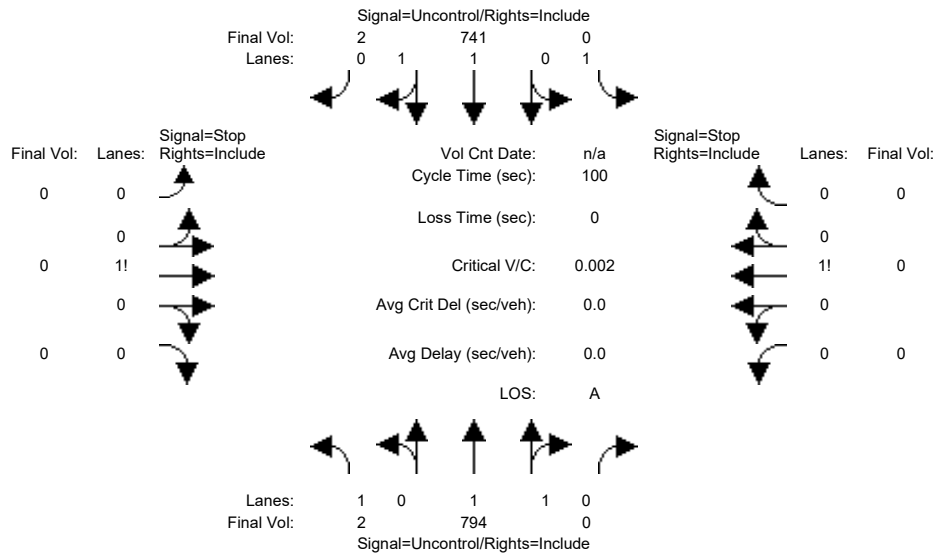 Signal=Uncontrol/Rights=Include
Final Vol: 2 741 0
Lanes: 0 1 1 0 1
Signal=Stop Signal=Stop
Final Vol: Lanes: Rights=Include Vol Cnt Date: n/a Rights=Include Lanes: Final Vol:
Cycle Time (sec): 100
0 0 0 0
Loss Time (sec): 0
0 0
0 1! Critical V/C: 0.002 1! 0
0 Avg Crit Del (sec/veh): 0.0 0
0 0 Avg Delay (sec/veh): 0.0 0 0
LOS: A
Lanes: 1 0 1 1 0
Final Vol: 2 794 0
Signal=Uncontrol/Rights=Include